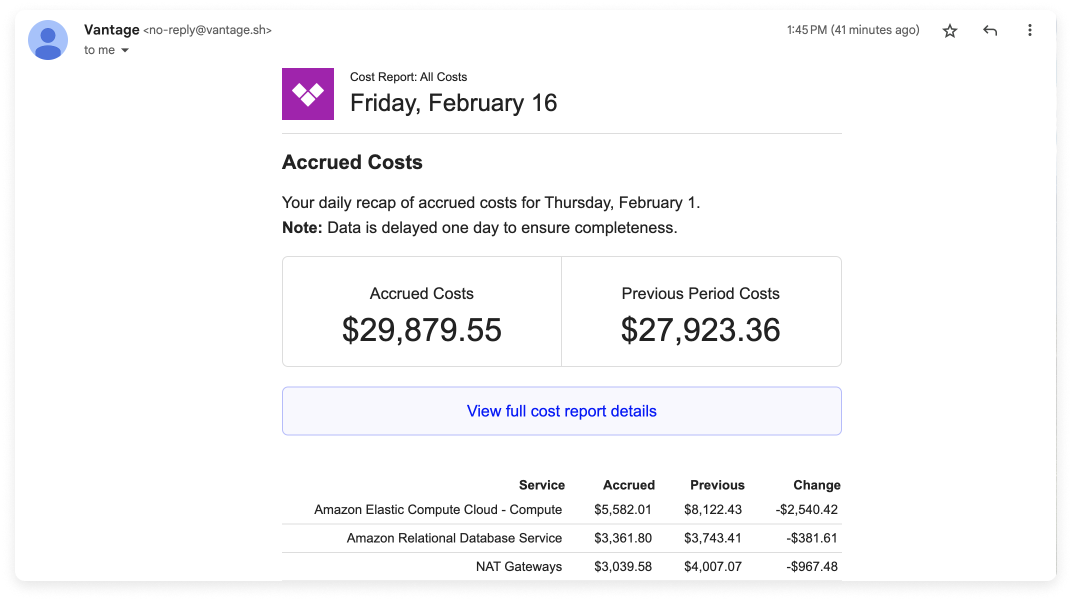 Vantage <no-reply@vantage.sh>
1:45 PM (41 minutes ago)
to me
Cost Report: All Costs
Friday, February 16
Accrued Costs
Your daily recap of accrued costs for Thursday, February 1.
Note: Data is delayed one day to ensure completeness.
Accrued Costs Previous Period Costs
$29,879.55 $27,923.36
View full cost report details
Service Accrued Previous Change
Amazon Elastic Compute Cloud - Compute $5,582.01 $8,122.43 -$2,540.42
Amazon Relational Database Service $3,361.80 $3,743.41 -$381.61
NAT Gateways $3,039.58 $4,007.07 -$967.48